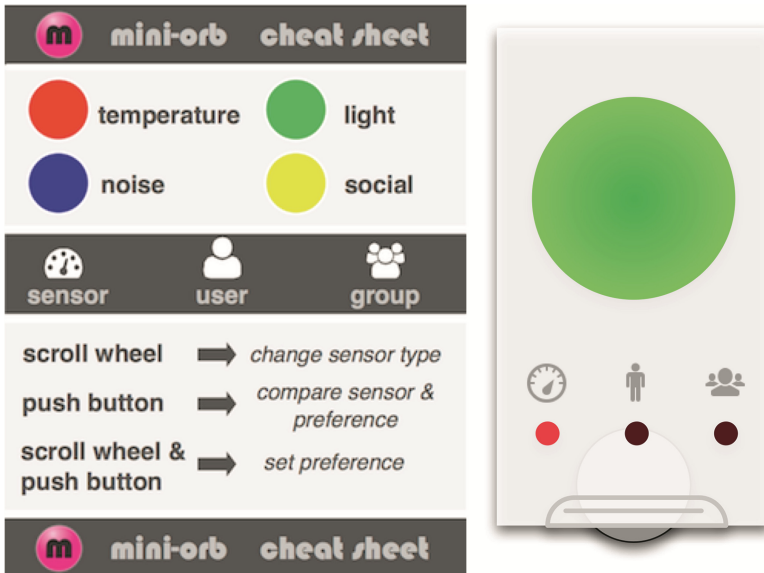 m mini-orb cheat sheet
temperature light
noise social
sensor user group
scroll wheel change sensor type
push button compare sensor &
preference
scroll wheel &
push button set preference
m mini-orb cheat sheet